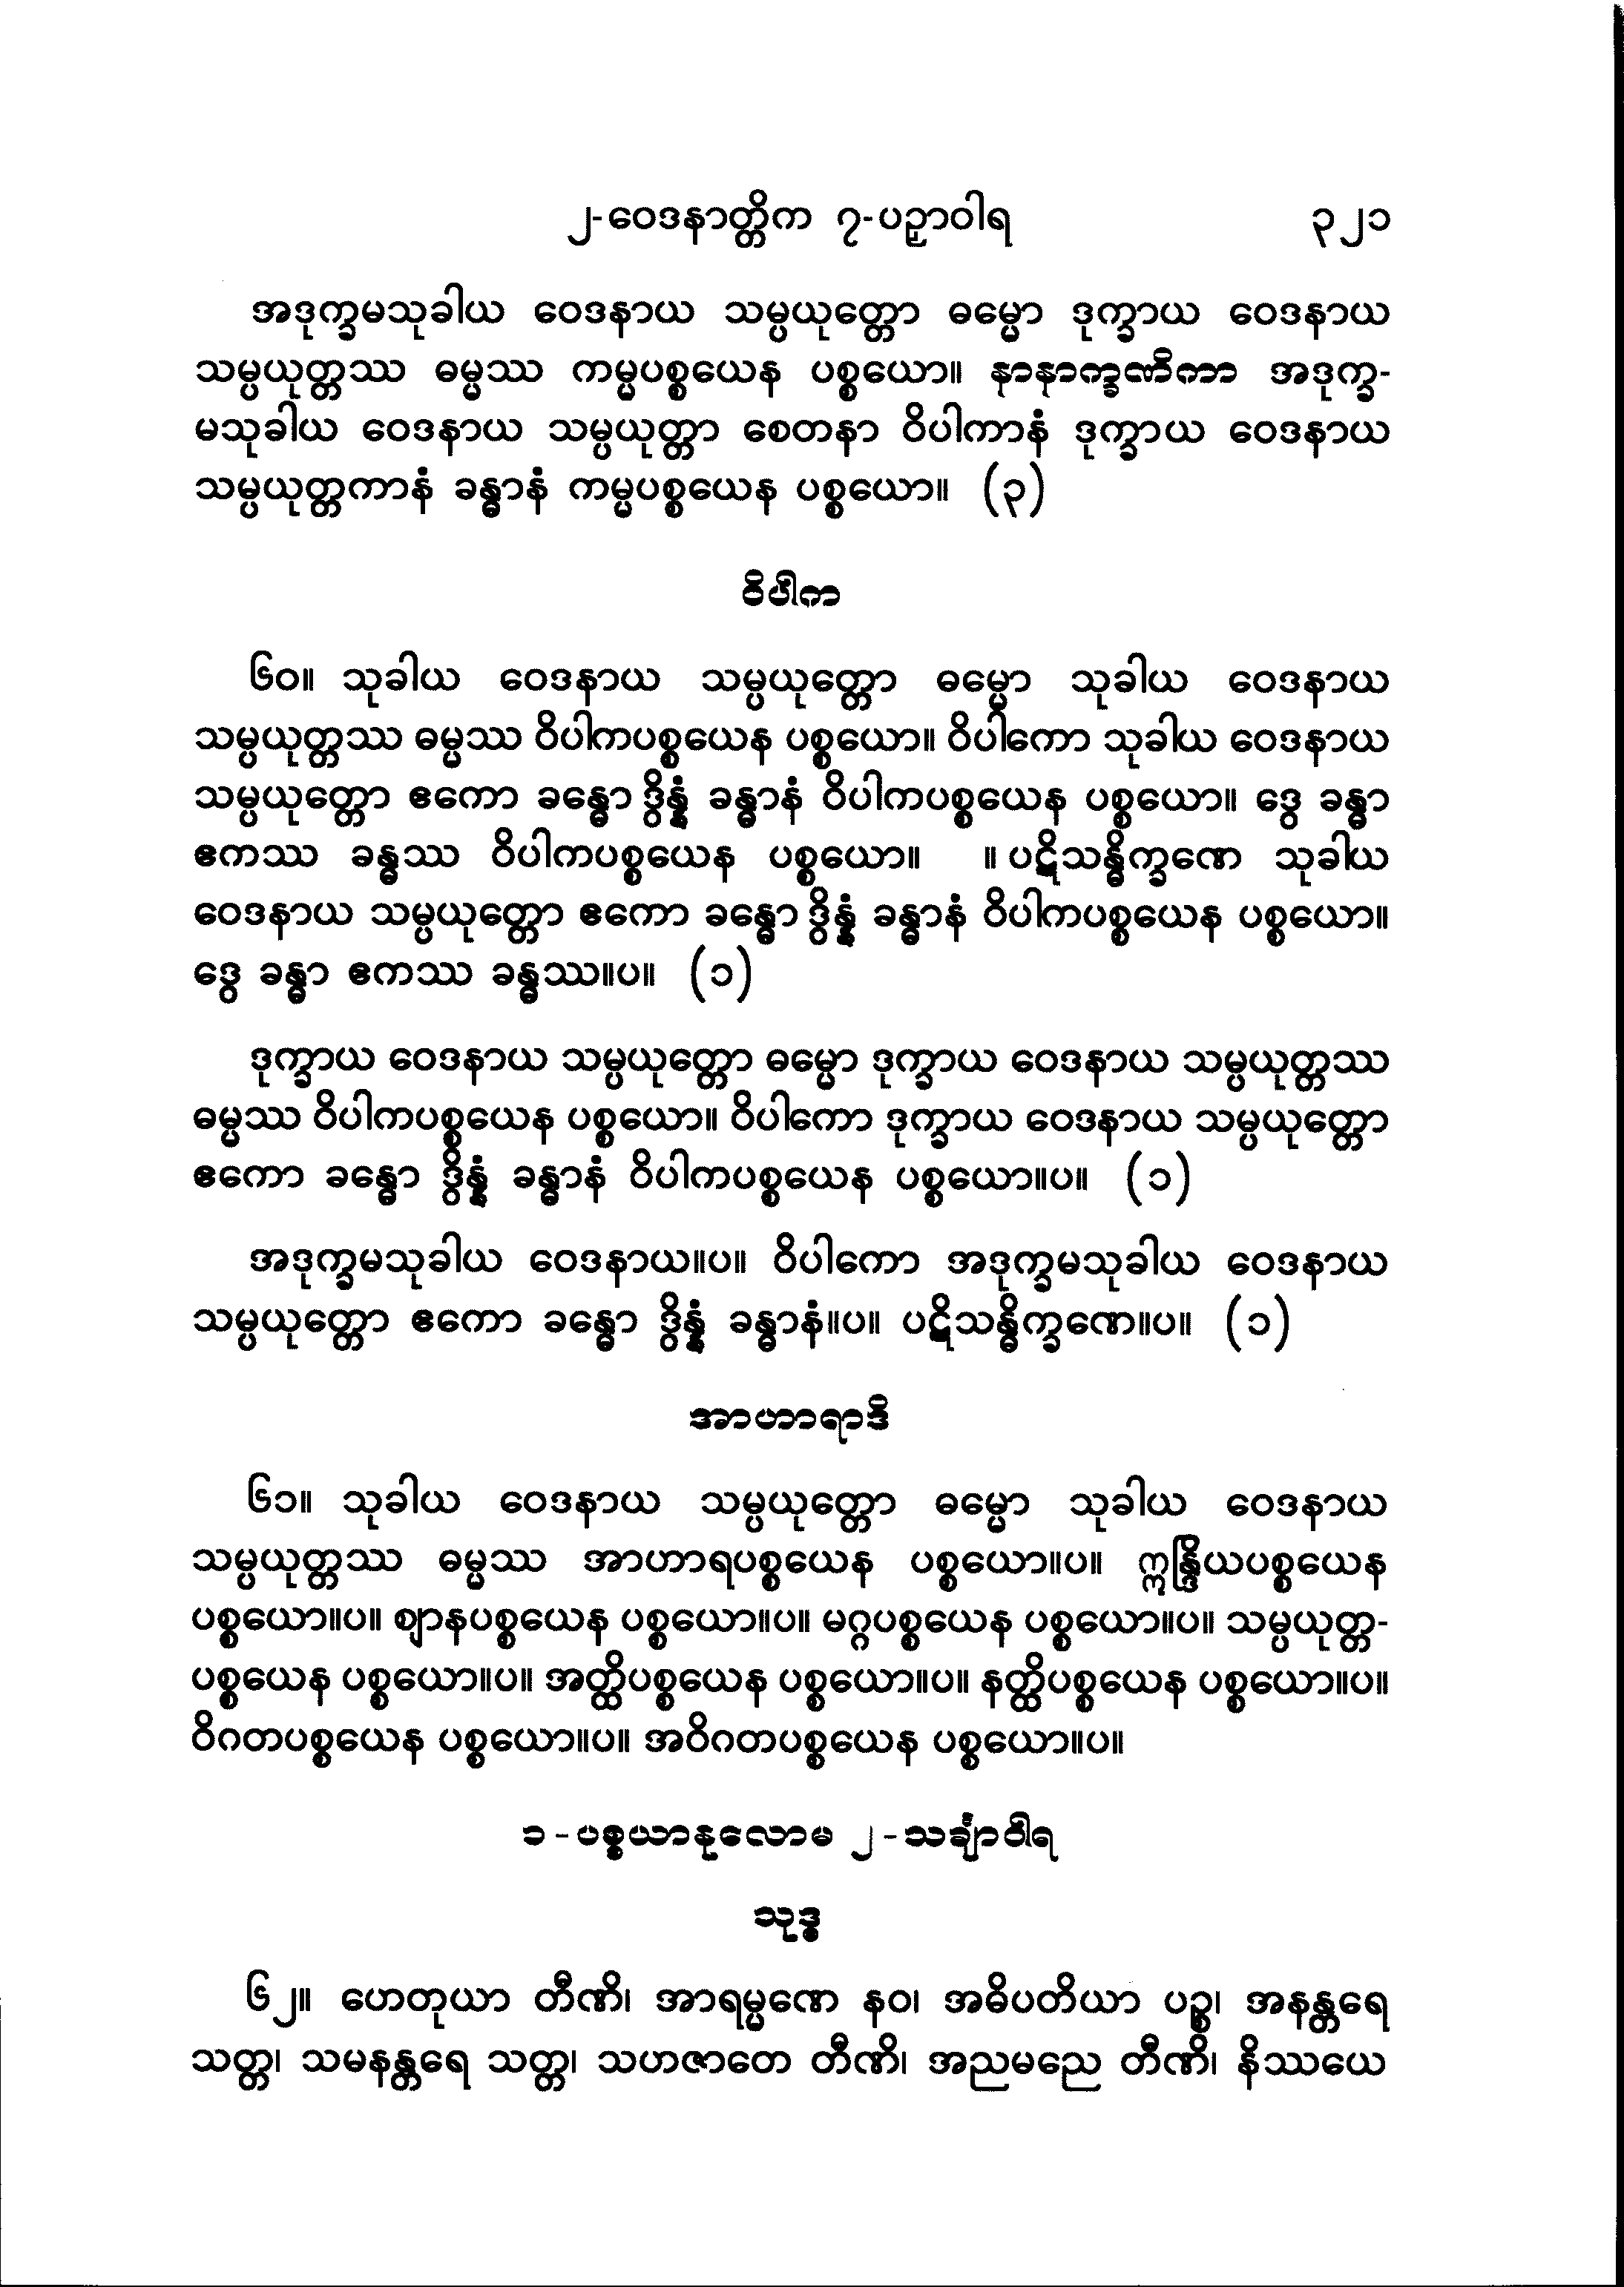 ၂-ဝေဒနာတ္တိက ၇-ပဉှာဝါရ ၃၂၁
အဒုက္ခမသုခါယ ဝေဒနာယ သမ္ပယုတ္တော ဓမ္မော ဒုက္ခာယ ဝေဒနာယ
သမ္ပယုတ္တဿ ဓမ္မဿ ကမ္မပစ္စယေန ပစ္စယော။ နာနာက္ခဏိကာ အဒုက္ခ-
မသုခါယ ဝေဒနာယ သမ္ပယုတ္တာ စေတနာ ဝိပါကာနံ ဒုက္ခာယ ဝေဒနာယ
သမ္ပယုတ္တကာနံ ခန္ဓာနံ ကမ္မပစ္စယေန ပစ္စယော။ (၃)
ဝိပါက
၆၀။ သုခါယ ဝေဒနာယ သမ္ပယုတ္တော ဓမ္မော သုခါယ ဝေဒနာယ
သမ္ပယုတ္တဿ ဓမ္မဿ ဝိပါကပစ္စယေန ပစ္စယော။ ဝိပါကော သုခါယ ဝေဒနာယ
သမ္ပယုတ္တော ဧကော ခန္ဓော ဒွိန္နံ ခန္ဓာနံ ဝိပါကပစ္စယေန ပစ္စယော။ ဒွေ ခန္ဓာ
ဧကဿ ခန္ဓဿ ဝိပါကပစ္စယေန ပစ္စယော။ ။ ပဋိသန္ဓိက္ခဏေ သုခါယ
ဝေဒနာယ သမ္ပယုတ္တော ဧကော ခန္ဓော ဒွိန္နံ ခန္ဓာနံ ဝိပါကပစ္စယေန ပစ္စယော။
ဒွေ ခန္ဓာ ဧကဿ ခန္ဓဿ။ပ။ (၁)
ဒုက္ခာယ ဝေဒနာယ သမ္ပယုတ္တော ဓမ္မော ဒုက္ခာယ ဝေဒနာယ သမ္ပယုတ္တဿ
ဓမ္မဿ ဝိပါကပစ္စယေန ပစ္စယော။ ဝိပါကော ဒုက္ခာယ ဝေဒနာယ သမ္ပယုတ္တော
ဧကော ခန္ဓော ဒွိန္နံ ခန္ဓာနံ ဝိပါကပစ္စယေန ပစ္စယော။ပ။ (၁)
အဒုက္ခမသုခါယ ဝေဒနာယ။ပ။ ဝိပါကော အဒုက္ခမသုခါယ ဝေဒနာယ
သမ္ပယုတ္တော ဧကော ခန္ဓော ဒွိန္နံ ခန္ဓာနံ။ပ။ ပဋိသန္ဓိက္ခဏေ။ပ။ (၁)
အာဟာရာဒိ
၆၁။ သုခါယ ဝေဒနာယ သမ္ပယုတ္တော ဓမ္မော သုခါယ ဝေဒနာယ
သမ္ပယုတ္တဿ ဓမ္မဿ အာဟာရပစ္စယေန ပစ္စယော။ပ။ ဣန္ဒြိယပစ္စယေန
ပစ္စယော။ပ။ ဈာနပစ္စယေန ပစ္စယော။ပ။ မဂ္ဂပစ္စယေန ပစ္စယော။ပ။ သမ္ပယုတ္တ-
ပစ္စယေန ပစ္စယော။ပ။ အတ္ထိပစ္စယေန ပစ္စယော။ပ။ နတ္ထိပစ္စယေန ပစ္စယော။ပ။
ဝိဂတပစ္စယေန ပစ္စယော။ပ။ အဝိဂတပစ္စယေန ပစ္စယော။ပ။
၁-ပစ္စယာနုလောမ ၂-သင်္ချာဝါရ
သုဒ္ဓ
၆၂။ ဟေတုယာ တီဏိ၊ အာရမ္မဏေ နဝ၊ အဓိပတိယာ ပဉ္စ၊ အနန္တရေ
သတ္တ၊ သမနန္တရေ သတ္တ၊ သဟဇာတေ တီဏိ၊ အညမညေ တီဏိ၊ နိဿယေ